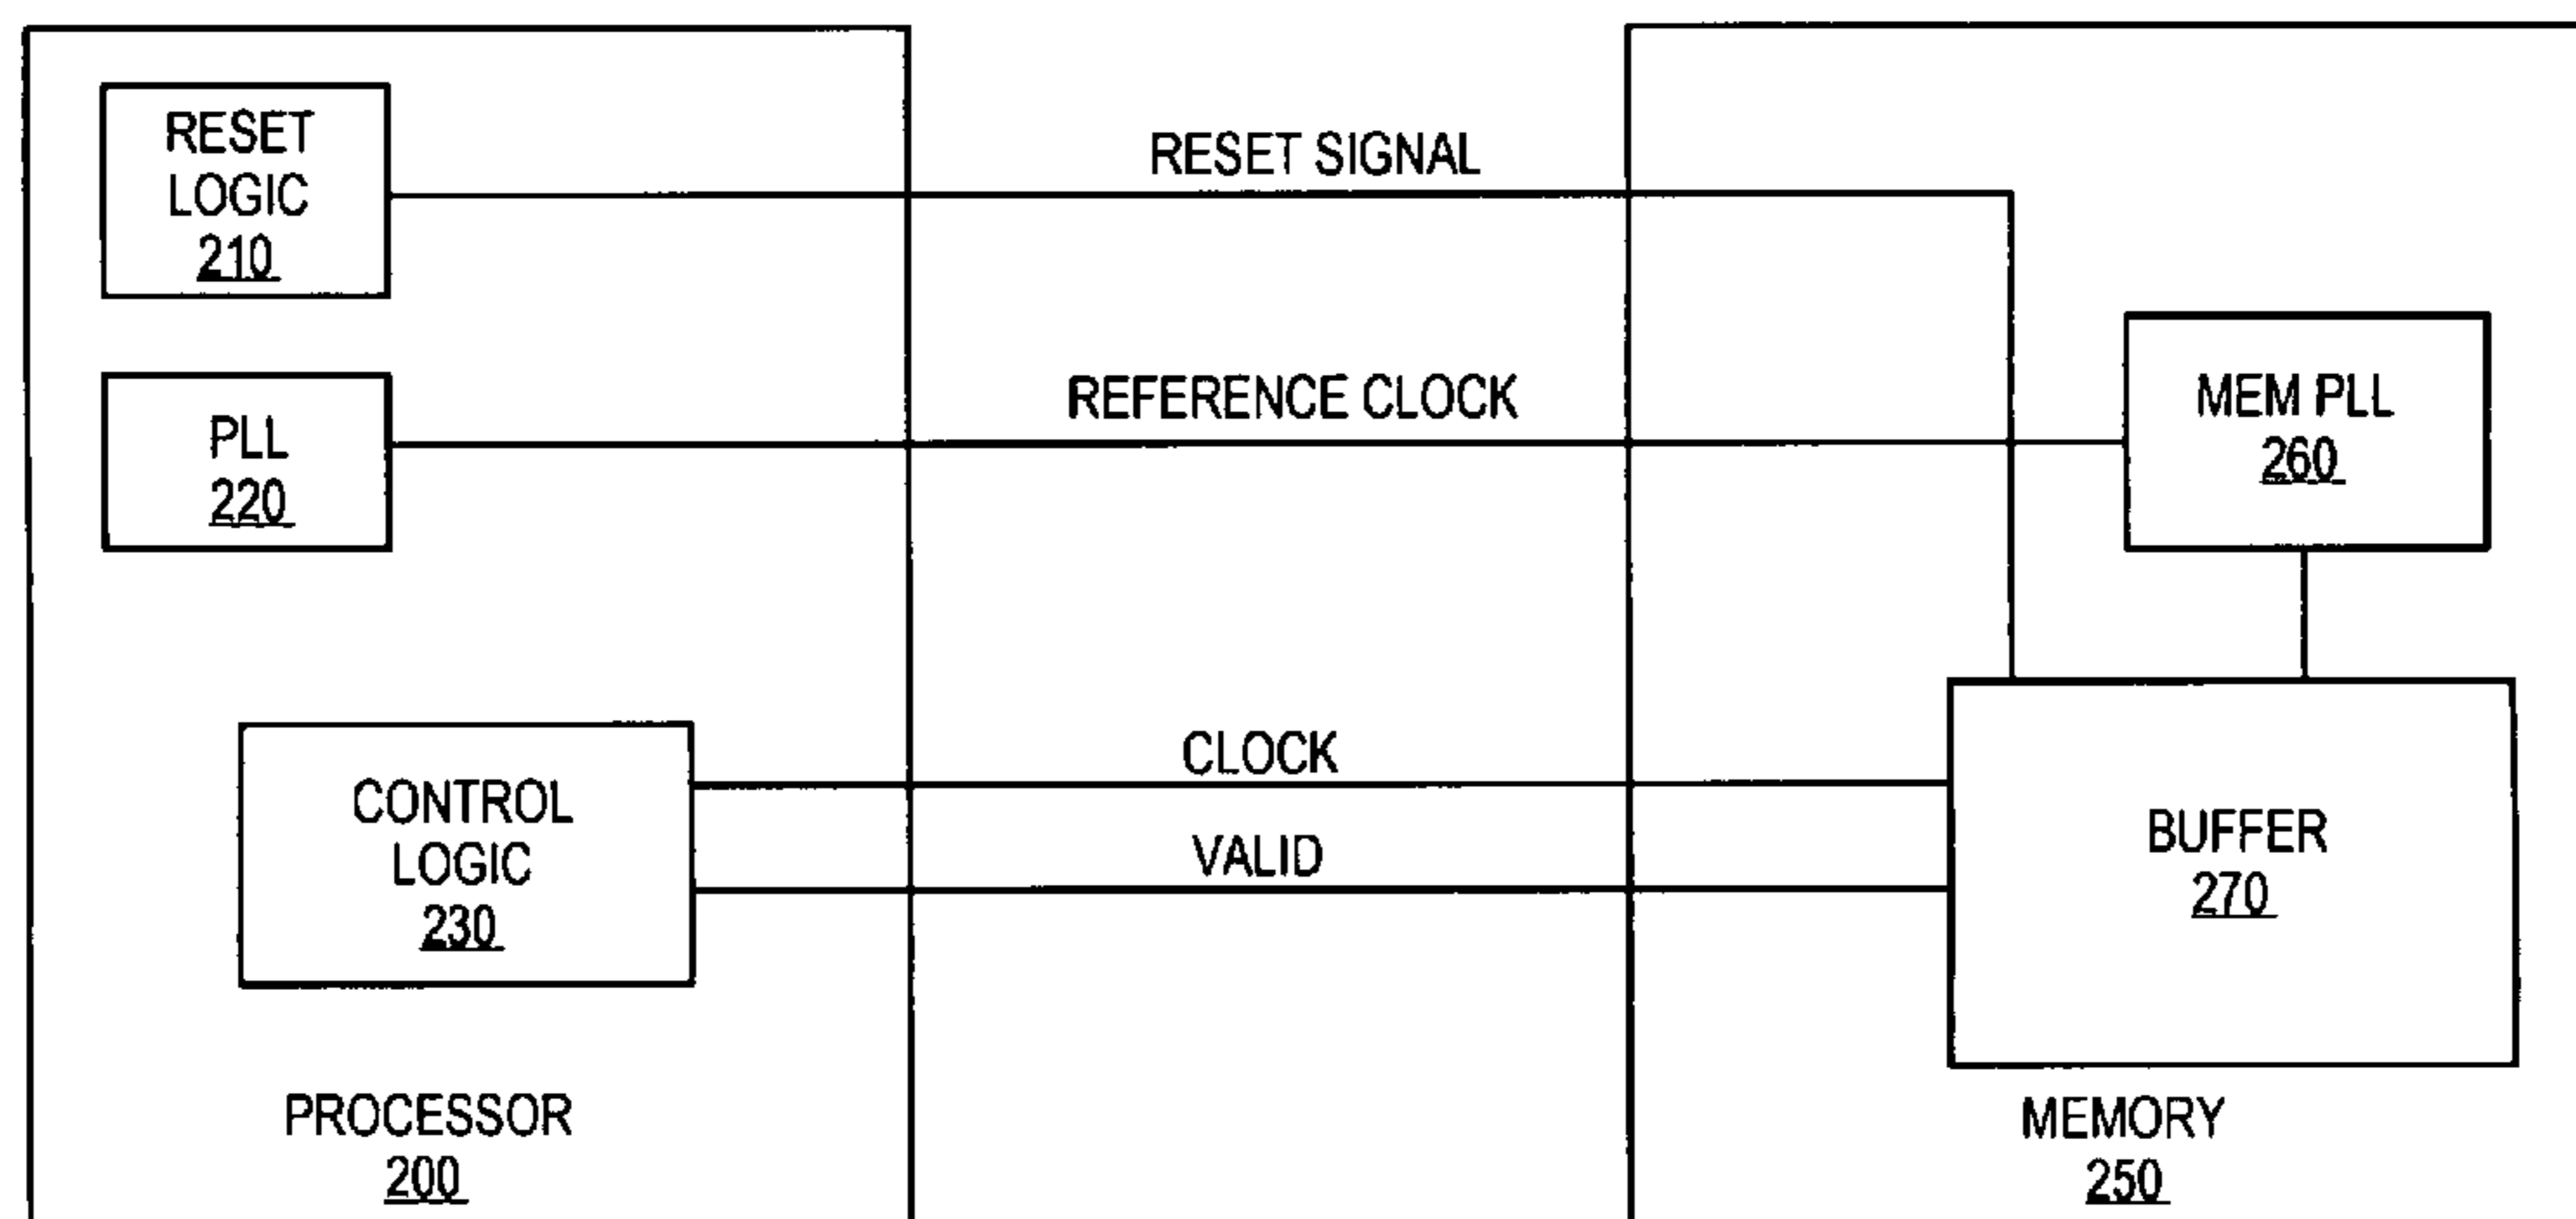 RESET
LOGIC
210
RESET SIGNAL
PLL
220
REFERENCE CLOCK
MEM PLL
260
CONTROL
LOGIC
230
CLOCK
VALID
BUFFER
270
PROCESSOR
200
MEMORY
250